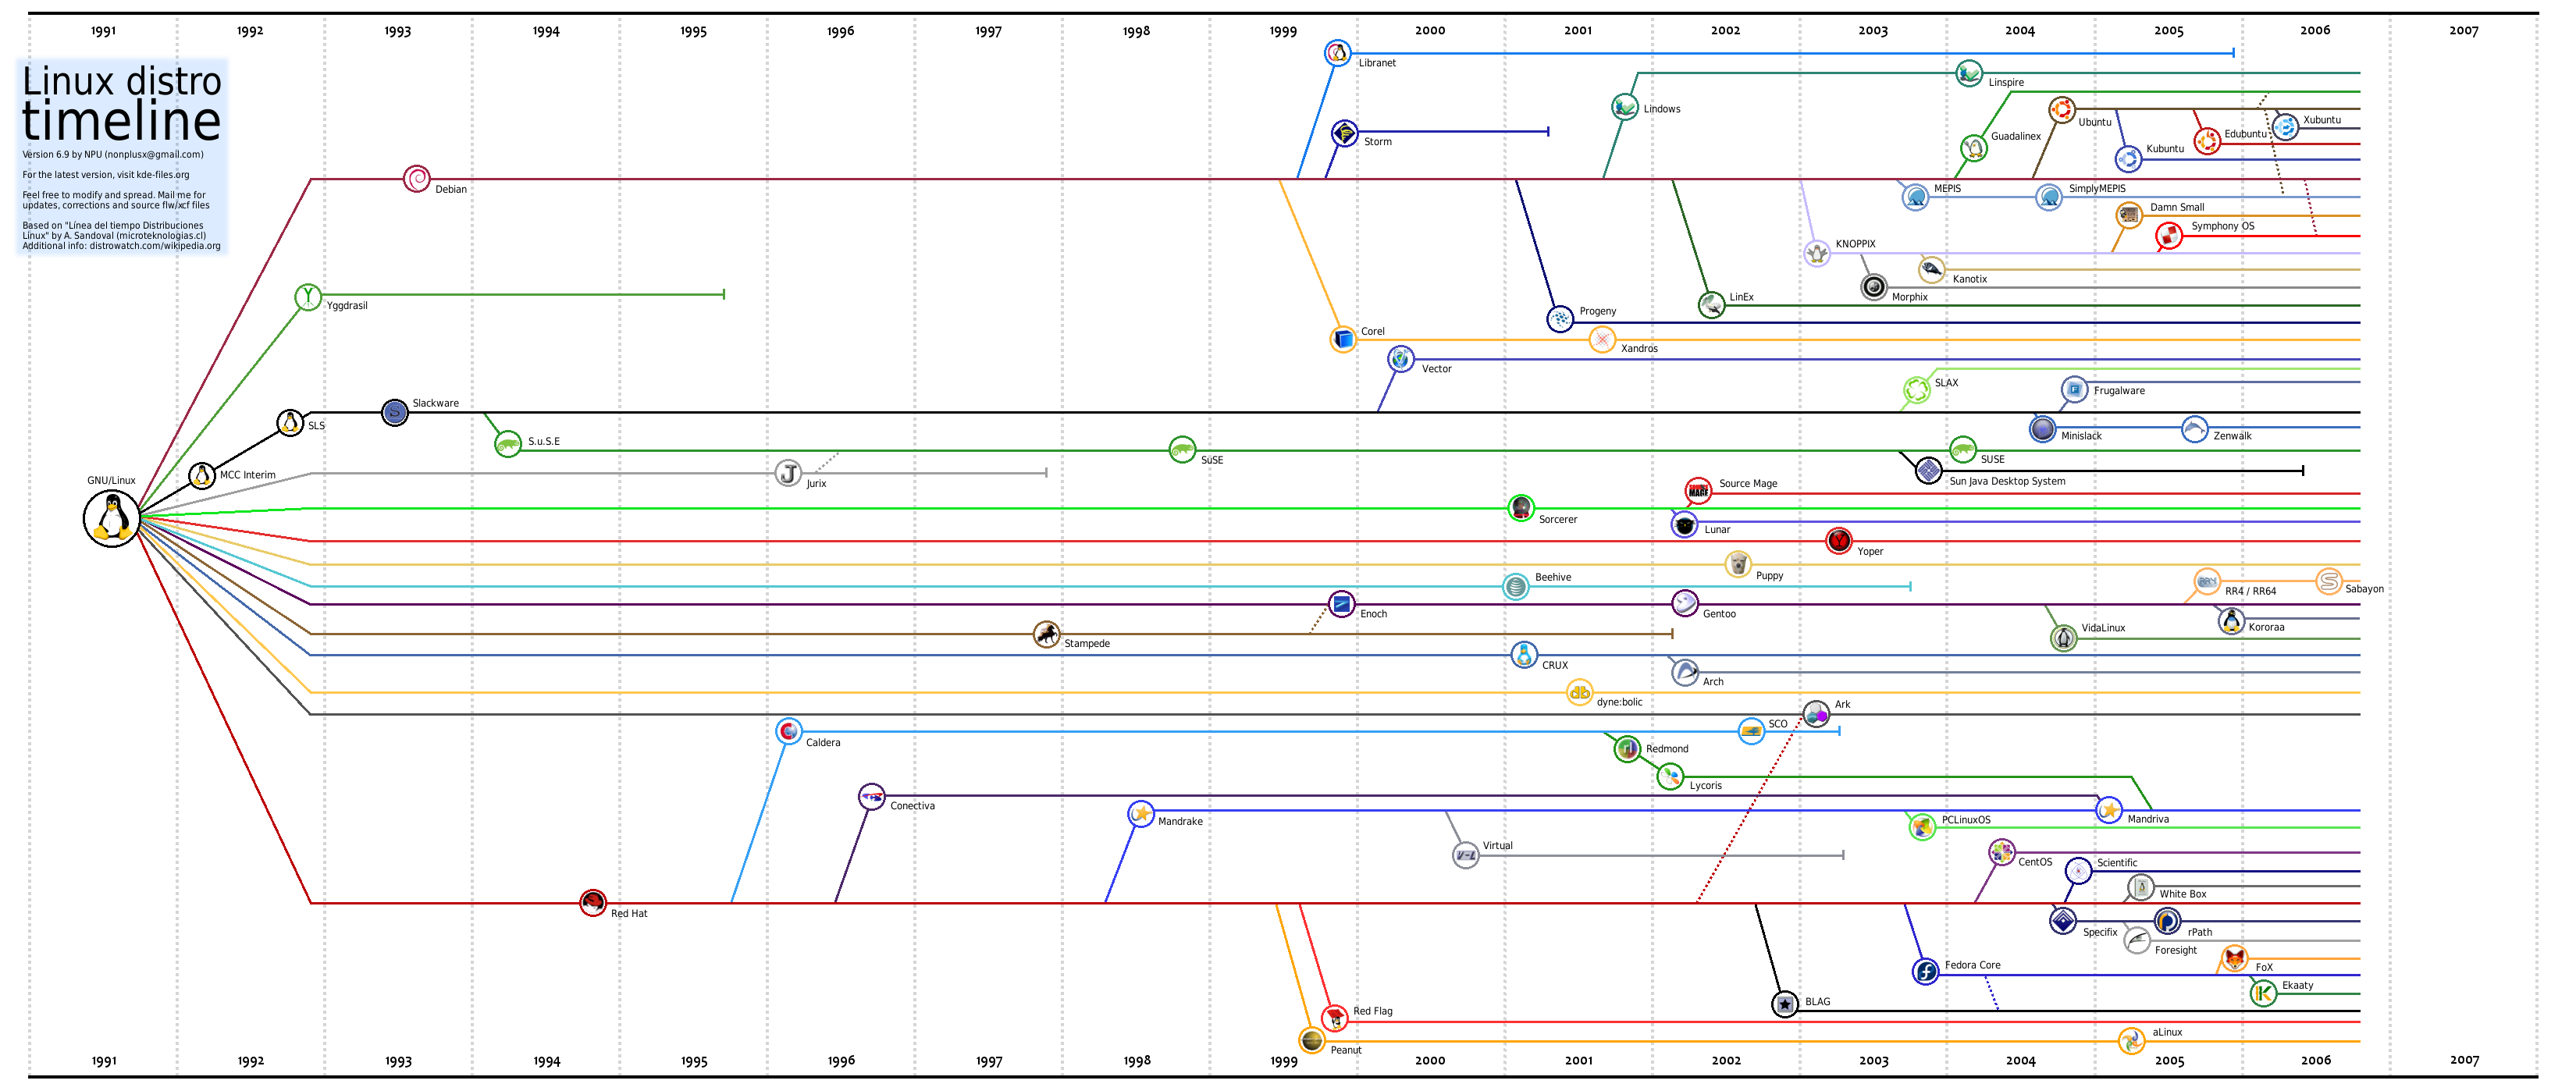 1991 1992 1993 1994 1995 1996 1997 1998 1999 2000 2001 2002 2003 2004 2005 2006 2007
Linux distro
timeline
Version 6.9 by NPU (nonplusx@gmail.com)
For the latest version, visit kde-files.org
Feel free to modify and spread. Mail me for
updates, corrections and source flw/xcf files
Based on "Línea del tiempo Distribuciones
Linux" by A. Sandoval (microteknologias.cl)
Additional info: distrowatch.com/wikipedia.org
Libranet
Linspire
Lindows
Storm
Guadalinex
Ubuntu
Xubuntu
Edubuntu
Kubuntu
Debian
MEPIS
SimplyMEPIS
Damn Small
Symphony OS
KNOPPIX
Kanotix
Morphix
LinEx
Yggdrasil
Progeny
Corel
Xandros
Vector
SLAX
Frugalware
Slackware
SLS
Minislack
Zenwalk
S.u.S.E
SuSE
SUSE
MCC Interim
Jurix
Sun Java Desktop System
GNU/Linux
Source Mage
Sorcerer
Lunar
Yoper
Puppy
Beehive
RR4 / RR64
Sabayon
Enoch
Gentoo
Kororaa
VidaLinux
Stampede
CRUX
Arch
dyne:bolic
Ark
SCO
Caldera
Redmond
Lycoris
Conectiva
Mandrake
Mandriva
PCLinuxOS
Virtual
CentOS
Scientific
White Box
Red Hat
Specifix
rPath
Foresight
Fedora Core
FoX
Ekaaty
BLAG
Red Flag
aLinux
Peanut
1991 1992 1993 1994 1995 1996 1997 1998 1999 2000 2001 2002 2003 2004 2005 2006 2007